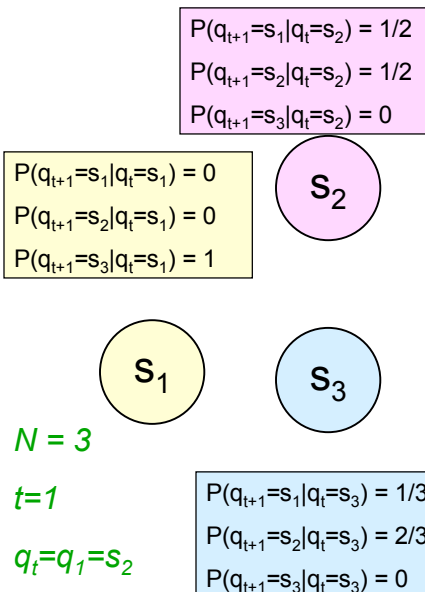 P(qt+1=s1|qt=s2) = 1/2
P(qt+1=s2|qt=s2) = 1/2
P(qt+1=s3|qt=s2) = 0
s2
P(qt+1=s1|qt=s1) = 0
P(qt+1=s2|qt=s1) = 0
P(qt+1=s3|qt=s1) = 1
s1
s3
N = 3
t=1
qt=q1=s2
P(qt+1=s1|qt=s3) = 1/3
P(qt+1=s2|qt=s3) = 2/3
P(qt+1=s3|qt=s3) = 0